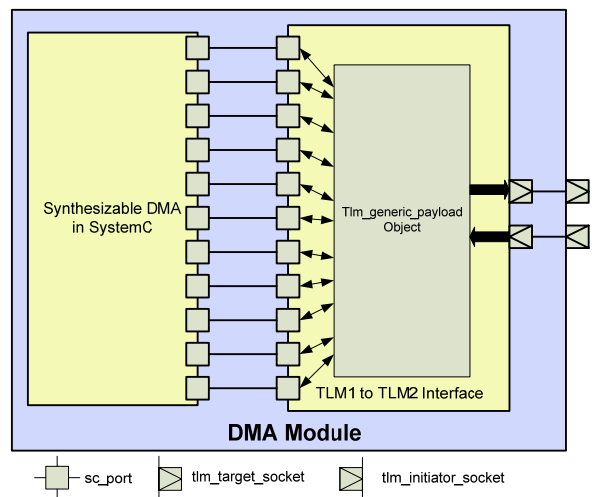 Synthesizable DMA
in SystemC
Tlm_generic_payload
Object
TLM1 to TLM2 Interface
DMA Module
sc_port
tlm_target_socket
tlm_initiator_socket